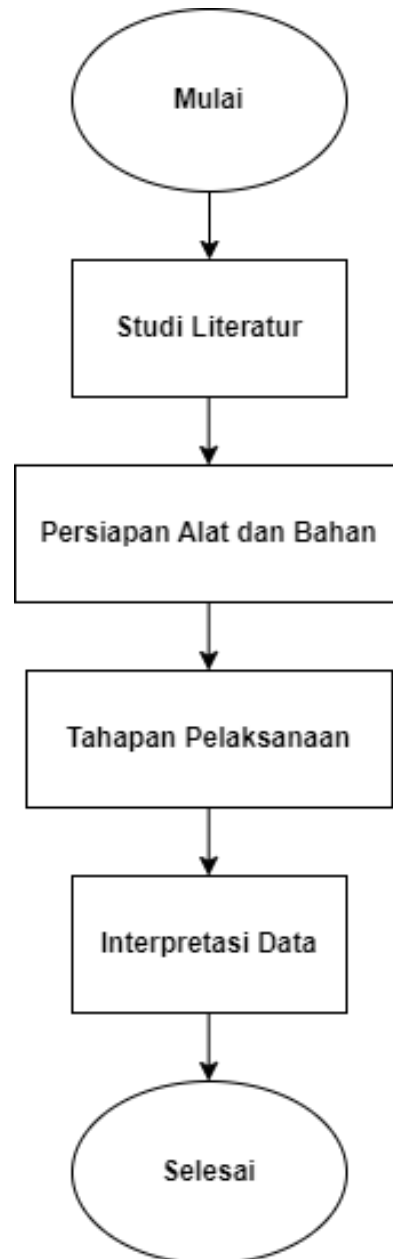 Mulai
Studi Literatur
Persiapan Alat dan Bahan
Tahapan Pelaksanaan
Interpretasi Data
Selesai